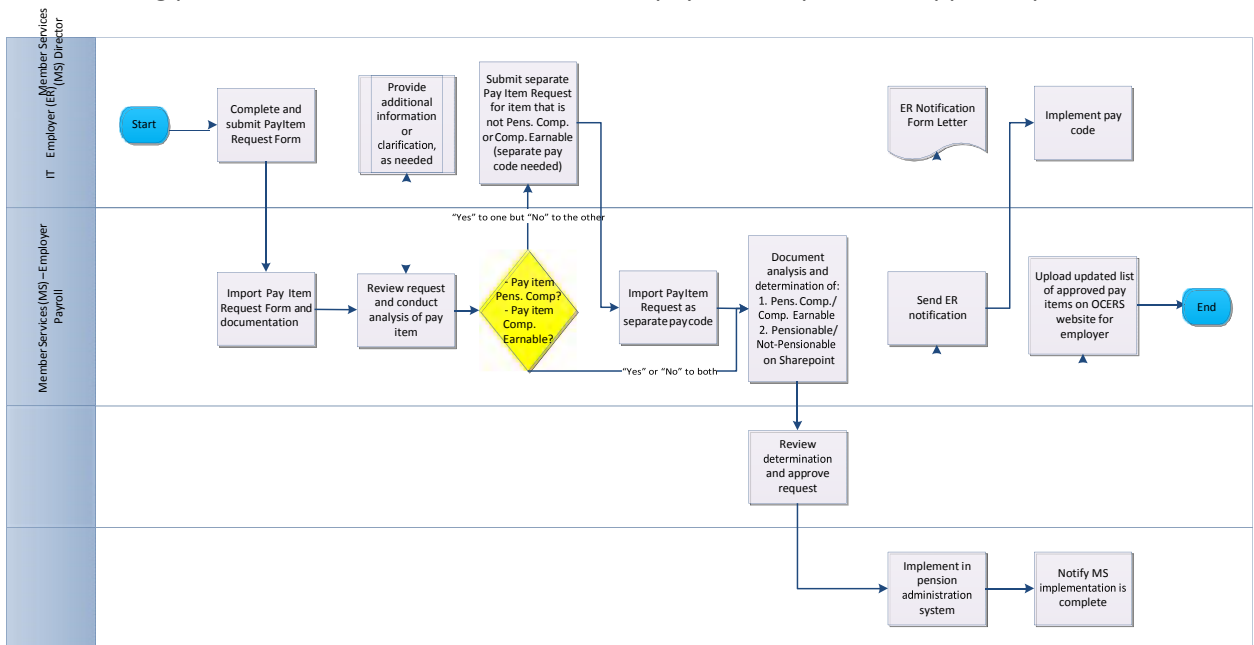 Member Services
(MS) Director
Employer (ER)
IT
Start
Complete and
submit PayItem
Request Form
Provide
additional
information
or
clarification,
as needed
Submit separate
Pay Item Request
for item that is
not Pens. Comp.
or Comp. Earnable
(separate pay
code needed)
ER Notification
Form Letter
Implement pay
code
"Yes" to one but "No" to the other
Member Services (MS) – Employer
Payroll
Import Pay Item
Request Form and
documentation
Review request
and conduct
analysis of pay
item
- Pay item
Pens. Comp?
- Pay item
Comp.
Earnable?
Import PayItem
Request as
separate pay code
"Yes" or "No" to both
Document
analysis and
determination of:
1. Pens. Comp./
Comp. Earnable
2. Pensionable/
Not-Pensionable
on Sharepoint
Send ER
notification
Upload updated list
of approved pay
items on OCERS
website for
employer
End
Review
determination
and approve
request
Implement in
pension
administration
system
Notify MS
implementation is
complete